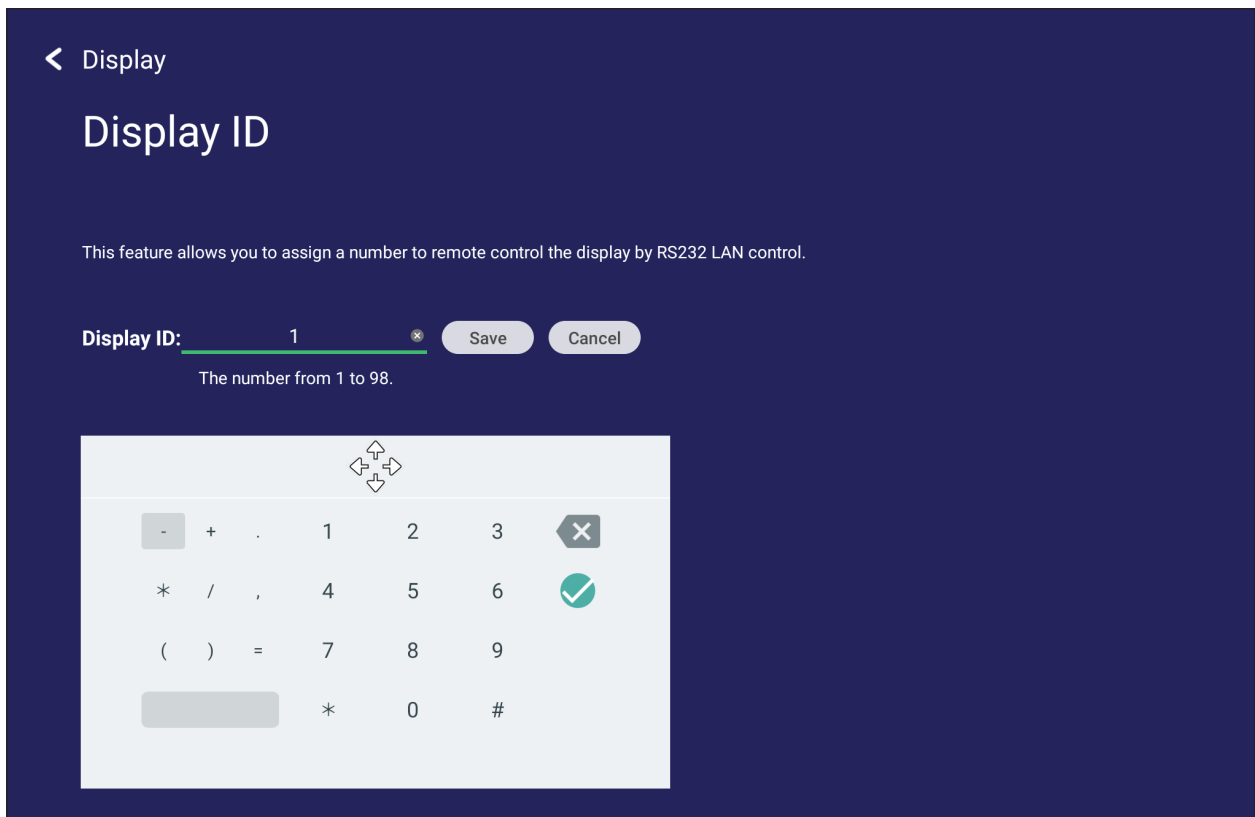 Display
Display ID
This feature allows you to assign a number to remote control the display by RS232 LAN control.
Display ID: 1 Save Cancel
The number from 1 to 98.
- + . 1 2 3
* / , 4 5 6
( ) = 7 8 9
* 0 #